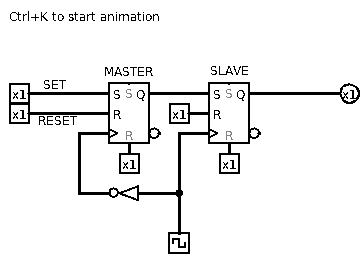 Ctrl+K to start animation
MASTER SLAVE
x1 SET S S Q S S Q x1
x1 RESET R x1 R
R R
x1 x1